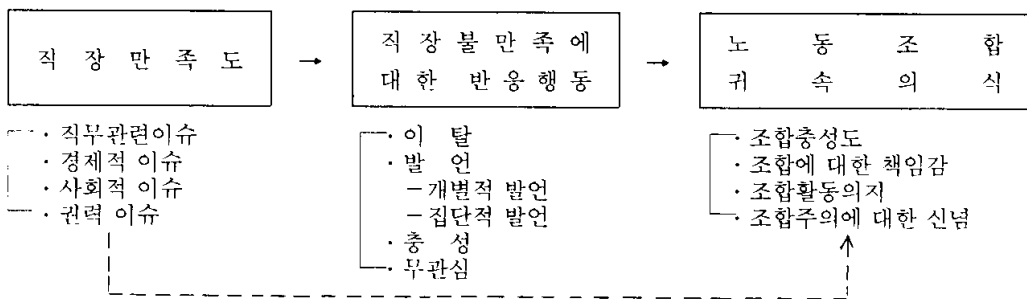 직 장 만 족 도
직 장 불 만 족 에
대 한 반 응 행 동
노 동 조 합
귀 속 의 식
· 직무관련이슈
· 경제적 이슈
· 사회적 이슈
· 권력 이슈
· 이 탈
· 발 언
－개별적 발언
－집단적 발언
· 충 성
· 무관심
· 조합충성도
· 조합에 대한 책임감
· 조합활동의지
· 조합주의에 대한 신념